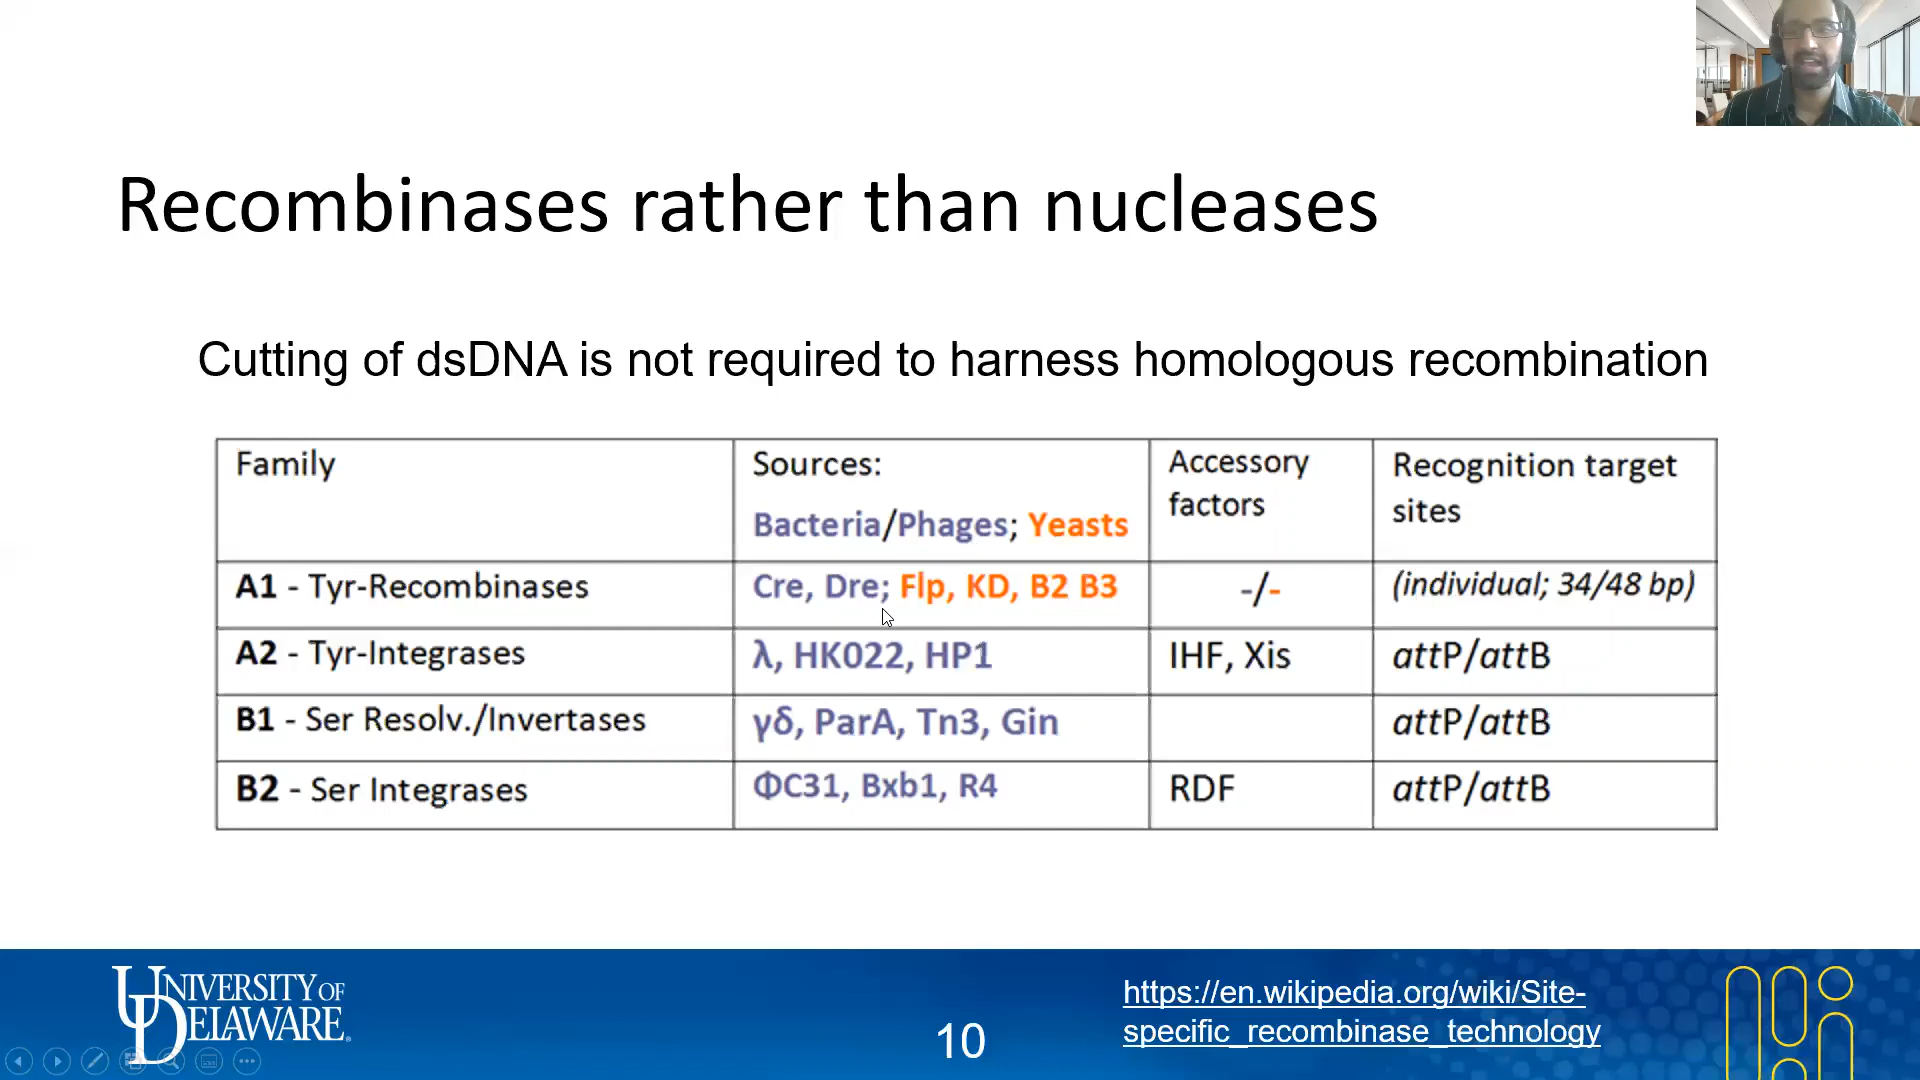 Recombinases rather than nucleases
Cutting of dsDNA is not required to harness homologous recombination
Family
Sources:
Bacteria/Phages; Yeasts
Accessory
factors
Recognition target
sites
A1 - Tyr-Recombinases
Cre, Dre; Flp, KD, B2 B3
-/-
(individual; 34/48 bp)
A2 - Tyr-Integrases
λ, HK022, HP1
IHF, Xis
attP/attB
B1 - Ser Resolv./Invertases
γδ, ParA, Tn3, Gin
attP/attB
B2 - Ser Integrases
ΦC31, Bxb1, R4
RDF
attP/attB
UNIVERSITY OF
DELAWARE
10
https://en.wikipedia.org/wiki/Site-
specific_recombinase_technology